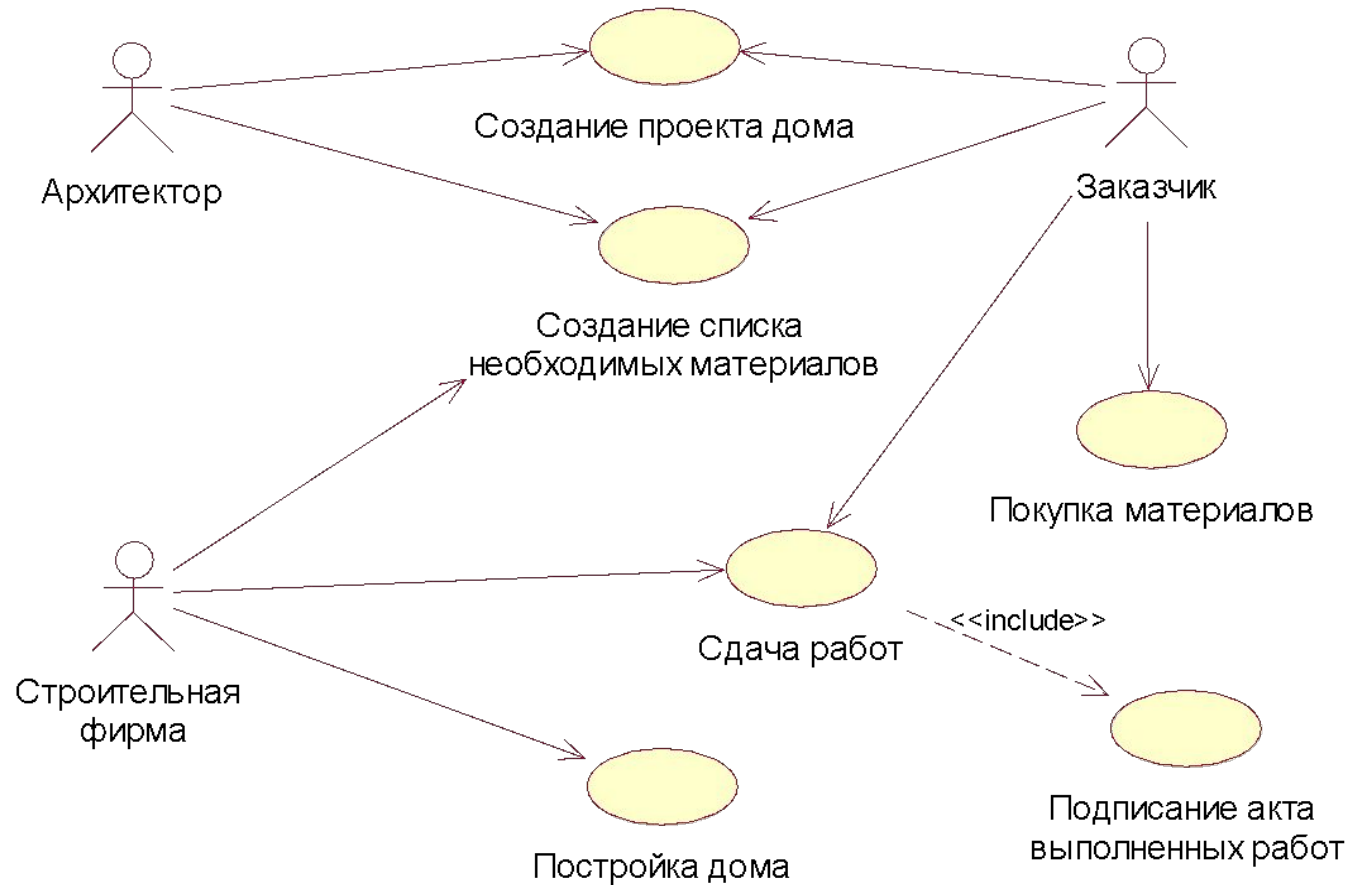 Создание проекта дома
Архитектор
Заказчик
Создание списка
необходимых материалов
Покупка материалов
<<include>>
Сдача работ
Строительная
фирма
Подписание акта
выполненных работ
Постройка дома